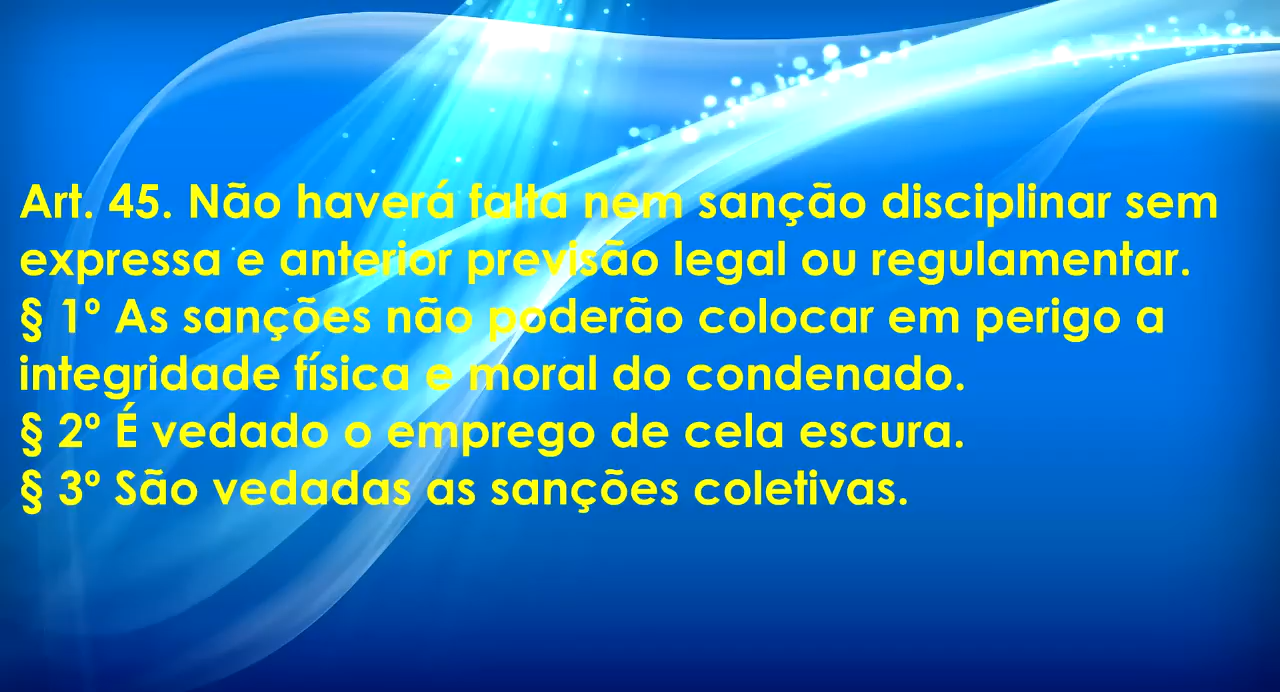 Art. 45. Não haverá falta nem sanção disciplinar sem
expressa e anterior previsão legal ou regulamentar.
§ 1º As sanções não poderão colocar em perigo a
integridade física e moral do condenado.
§ 2º É vedado o emprego de cela escura.
§ 3º São vedadas as sanções coletivas.